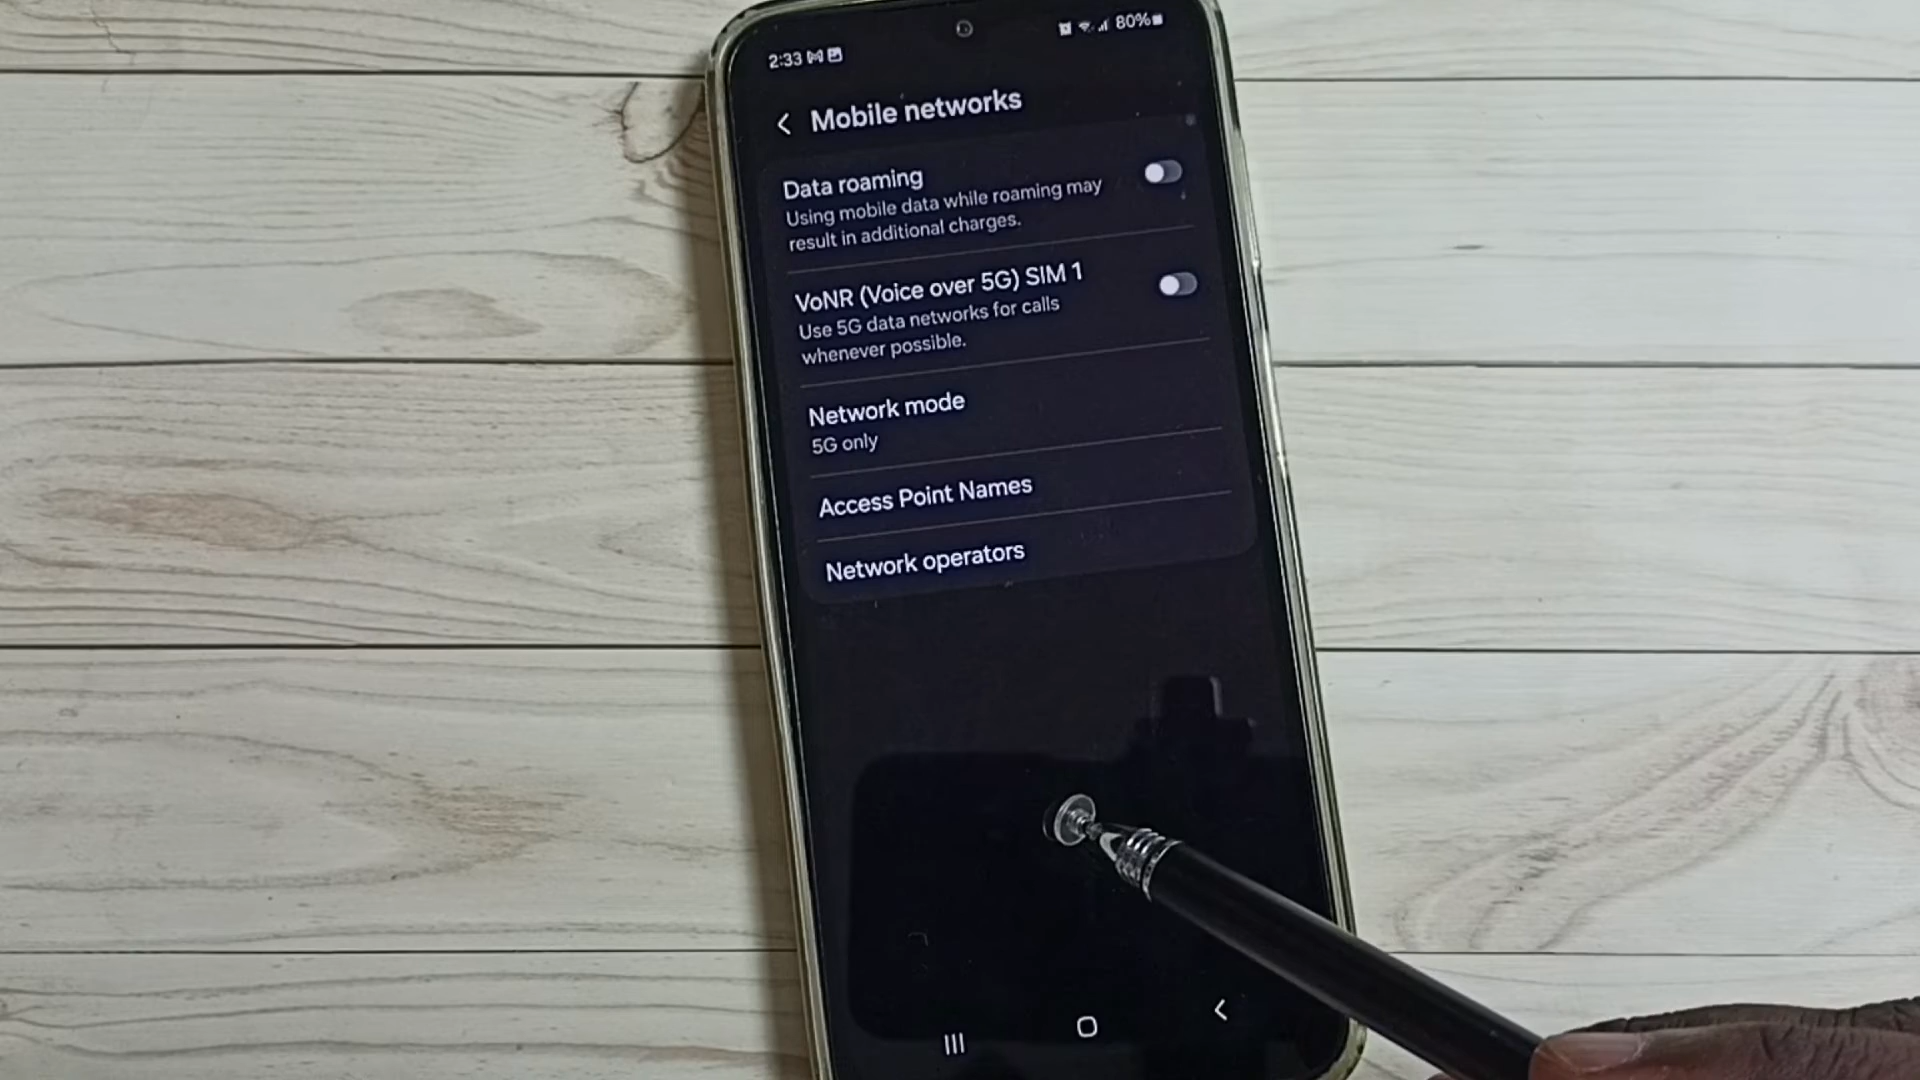 2:33
80%
Mobile networks
Data roaming
Using mobile data while roaming may
result in additional charges.
VoNR (Voice over 5G) SIM 1
Use 5G data networks for calls
whenever possible.
Network mode
5G only
Access Point Names
Network operators